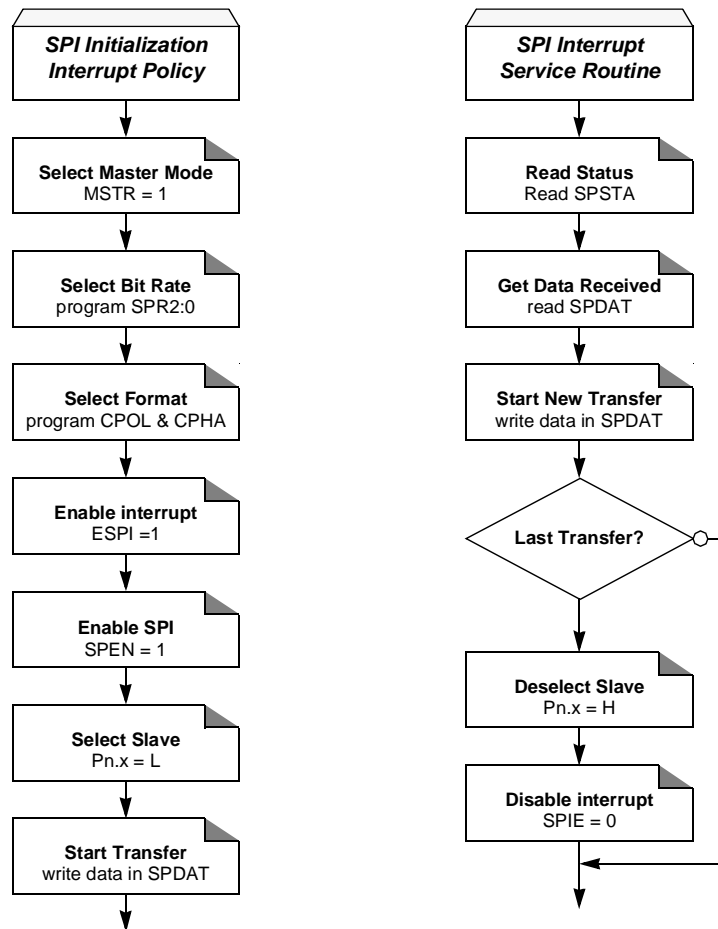 SPI Initialization
Interrupt Policy
Select Master Mode
MSTR = 1
Select Bit Rate
program SPR2:0
Select Format
program CPOL & CPHA
Enable interrupt
ESPI =1
Enable SPI
SPEN = 1
Select Slave
Pn.x = L
Start Transfer
write data in SPDAT
SPI Interrupt
Service Routine
Read Status
Read SPSTA
Get Data Received
read SPDAT
Start New Transfer
write data in SPDAT
Last Transfer?
Deselect Slave
Pn.x = H
Disable interrupt
SPIE = 0